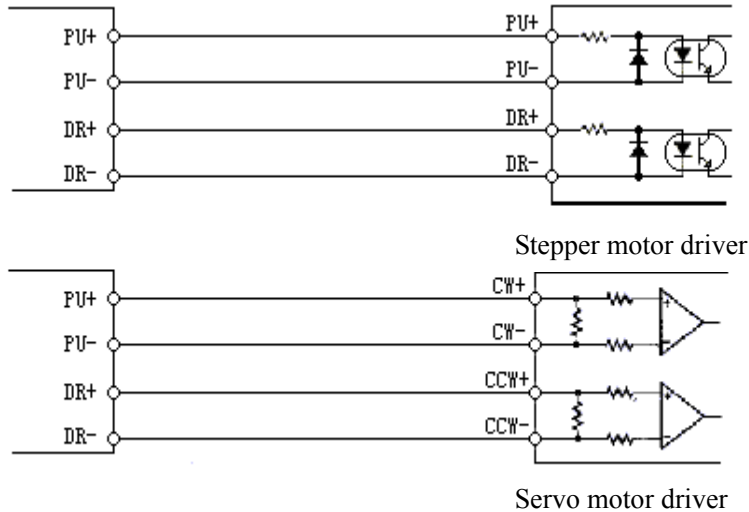 PU+ PU+
PU- PU-
DR+ DR+
DR- DR-
Stepper motor driver
PU+ CW+
PU- CW-
DR+ CCW+
DR- CCW-
Servo motor driver